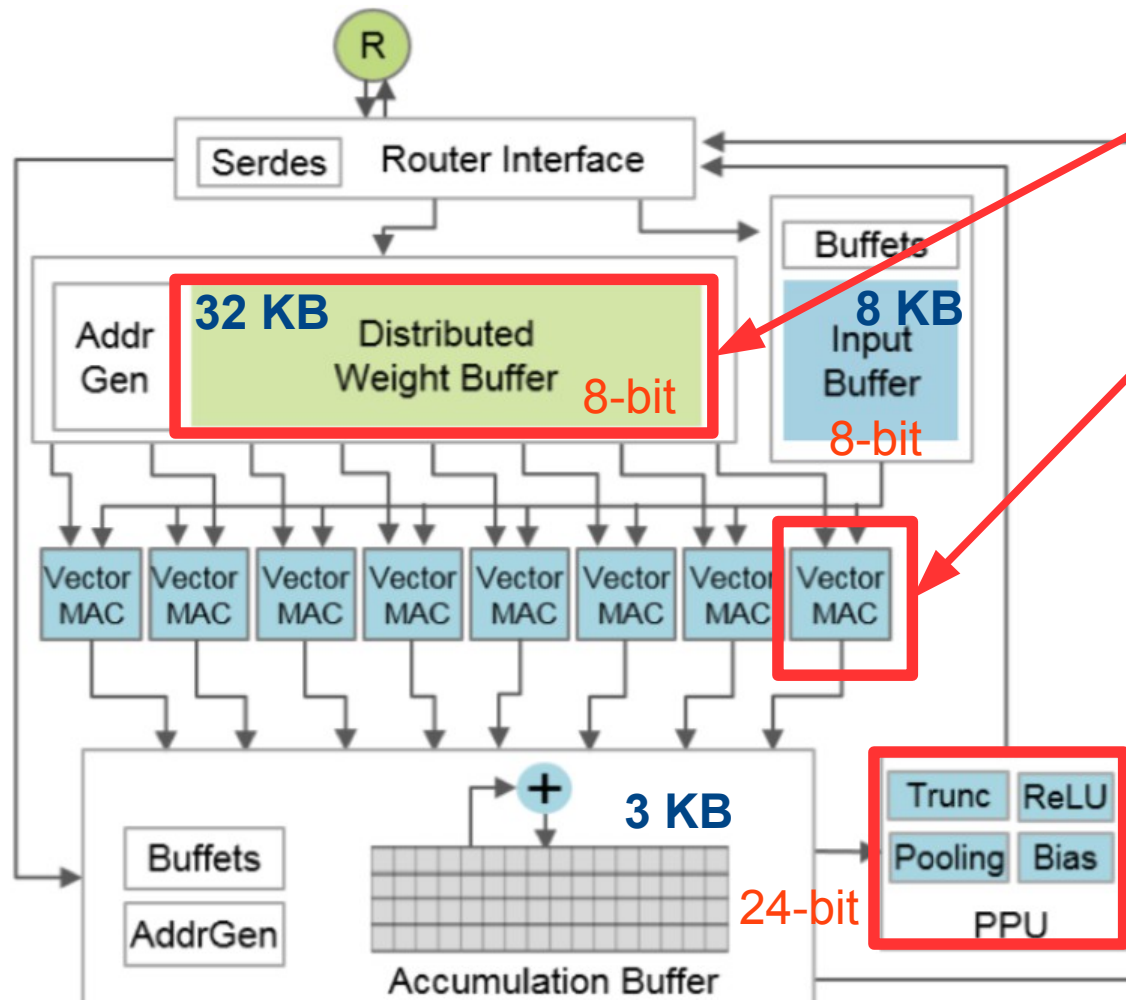 R
Serdes
Router Interface
Buffets
32 KB
8 KB
Addr
Gen
Distributed
Weight Buffer
8-bit
Input
Buffer
8-bit
Vector
MAC
Vector
MAC
Vector
MAC
Vector
MAC
Vector
MAC
Vector
MAC
Vector
MAC
Vector
MAC
+
3 KB
Buffets
AddrGen
24-bit
Accumulation Buffer
Trunc
ReLU
Pooling
Bias
PPU